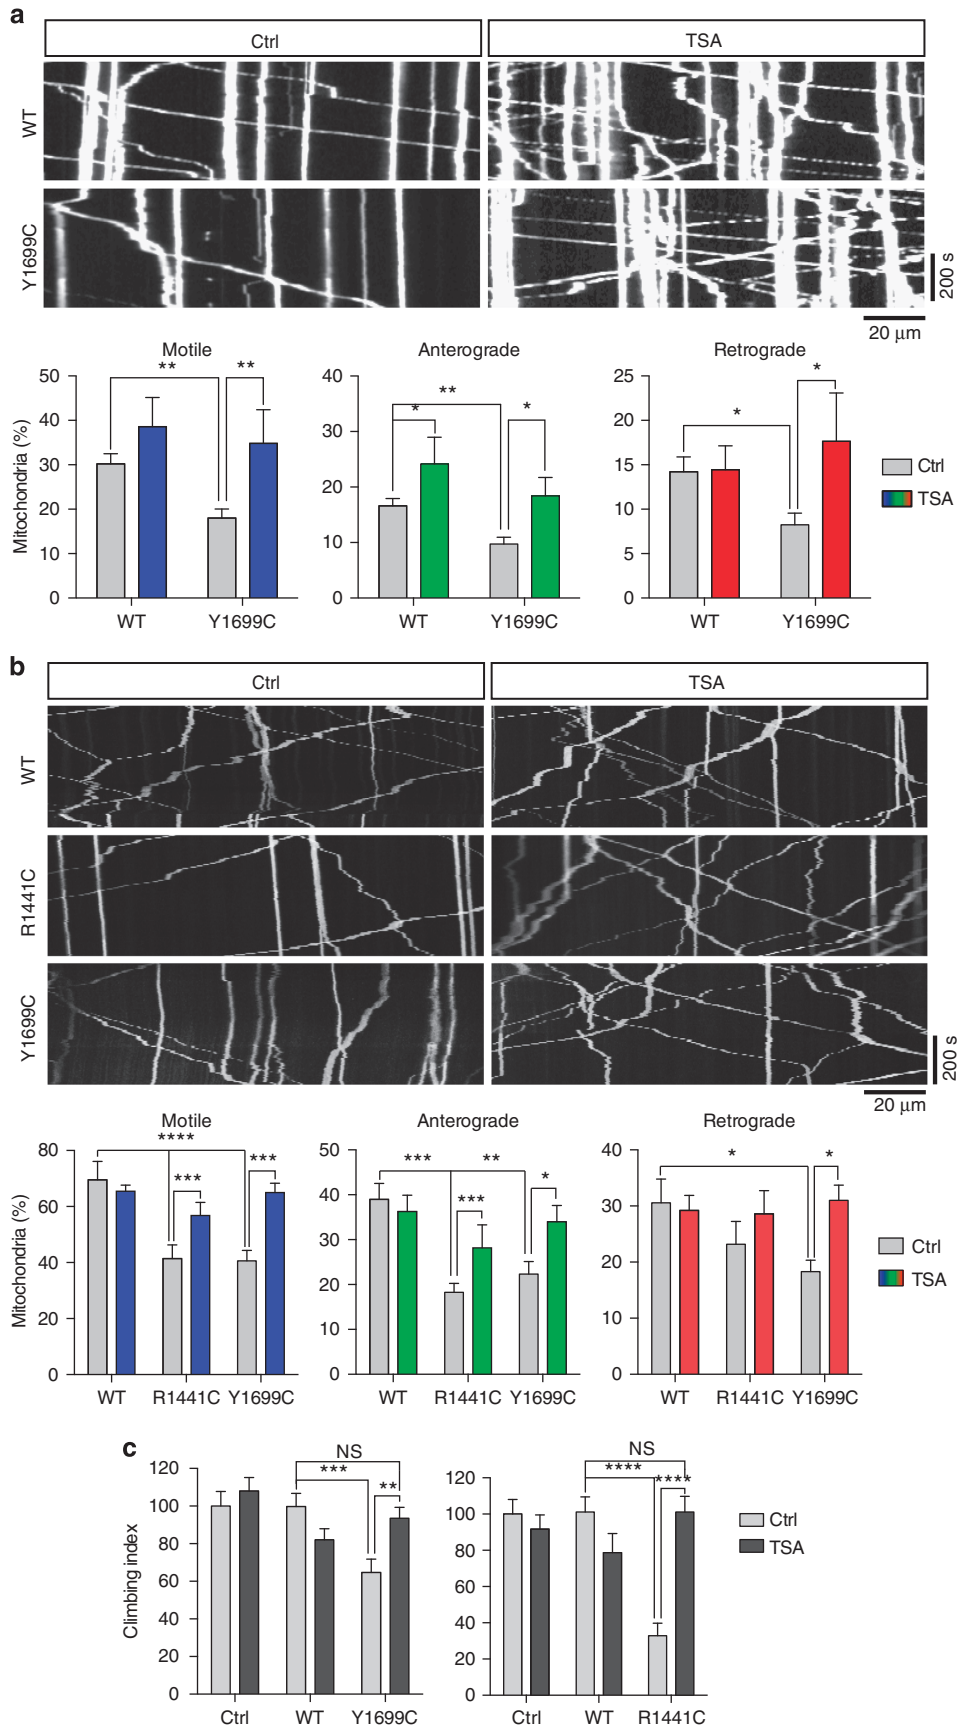 a
Ctrl
TSA
WT
Y1699C
200 s
20 µm
Motile
Anterograde
Retrograde
Mitochondria (%)
50
40
30
20
10
0
** **
WT Y1699C
40
30
20
10
0
* ** *
WT Y1699C
25
20
15
10
5
0
* *
WT Y1699C
Ctrl
TSA
b
Ctrl
TSA
WT
R1441C
Y1699C
200 s
20 µm
Motile
Anterograde
Retrograde
Mitochondria (%)
80
60
40
20
0
**** *** ***
WT R1441C Y1699C
50
40
30
20
10
0
*** ** *** *
WT R1441C Y1699C
40
30
20
10
0
* *
WT R1441C Y1699C
Ctrl
TSA
c
Climbing index
120
100
80
60
40
20
0
NS
***
**
Ctrl WT Y1699C
120
100
80
60
40
20
0
NS
****
****
Ctrl WT R1441C
Ctrl
TSA